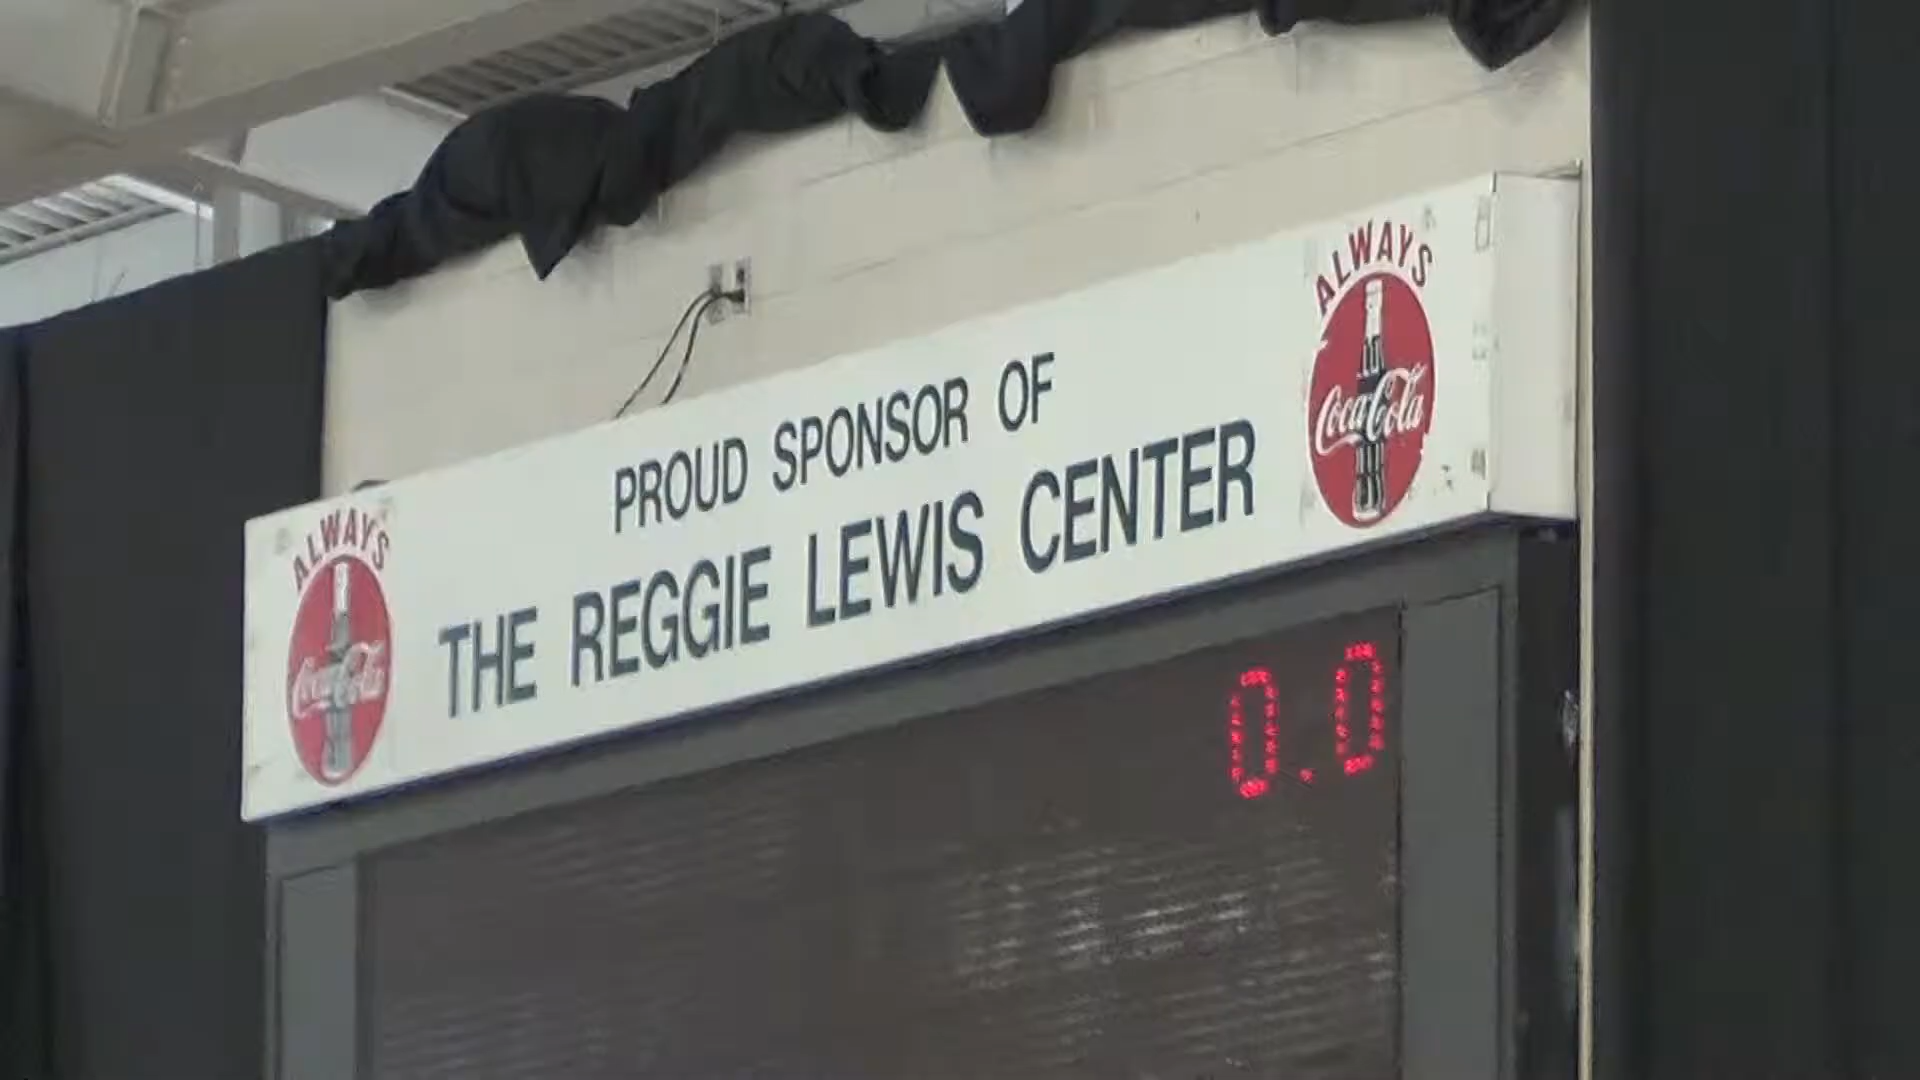 ALWAYS
Coca-Cola
PROUD SPONSOR OF
THE REGGIE LEWIS CENTER
ALWAYS
Coca-Cola
0.0